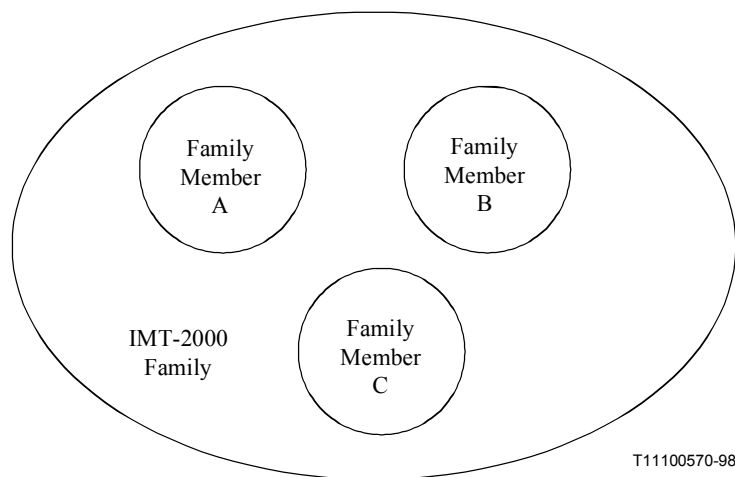 Family
Member
A
Family
Member
B
IMT-2000
Family
Family
Member
C
T11100570-98